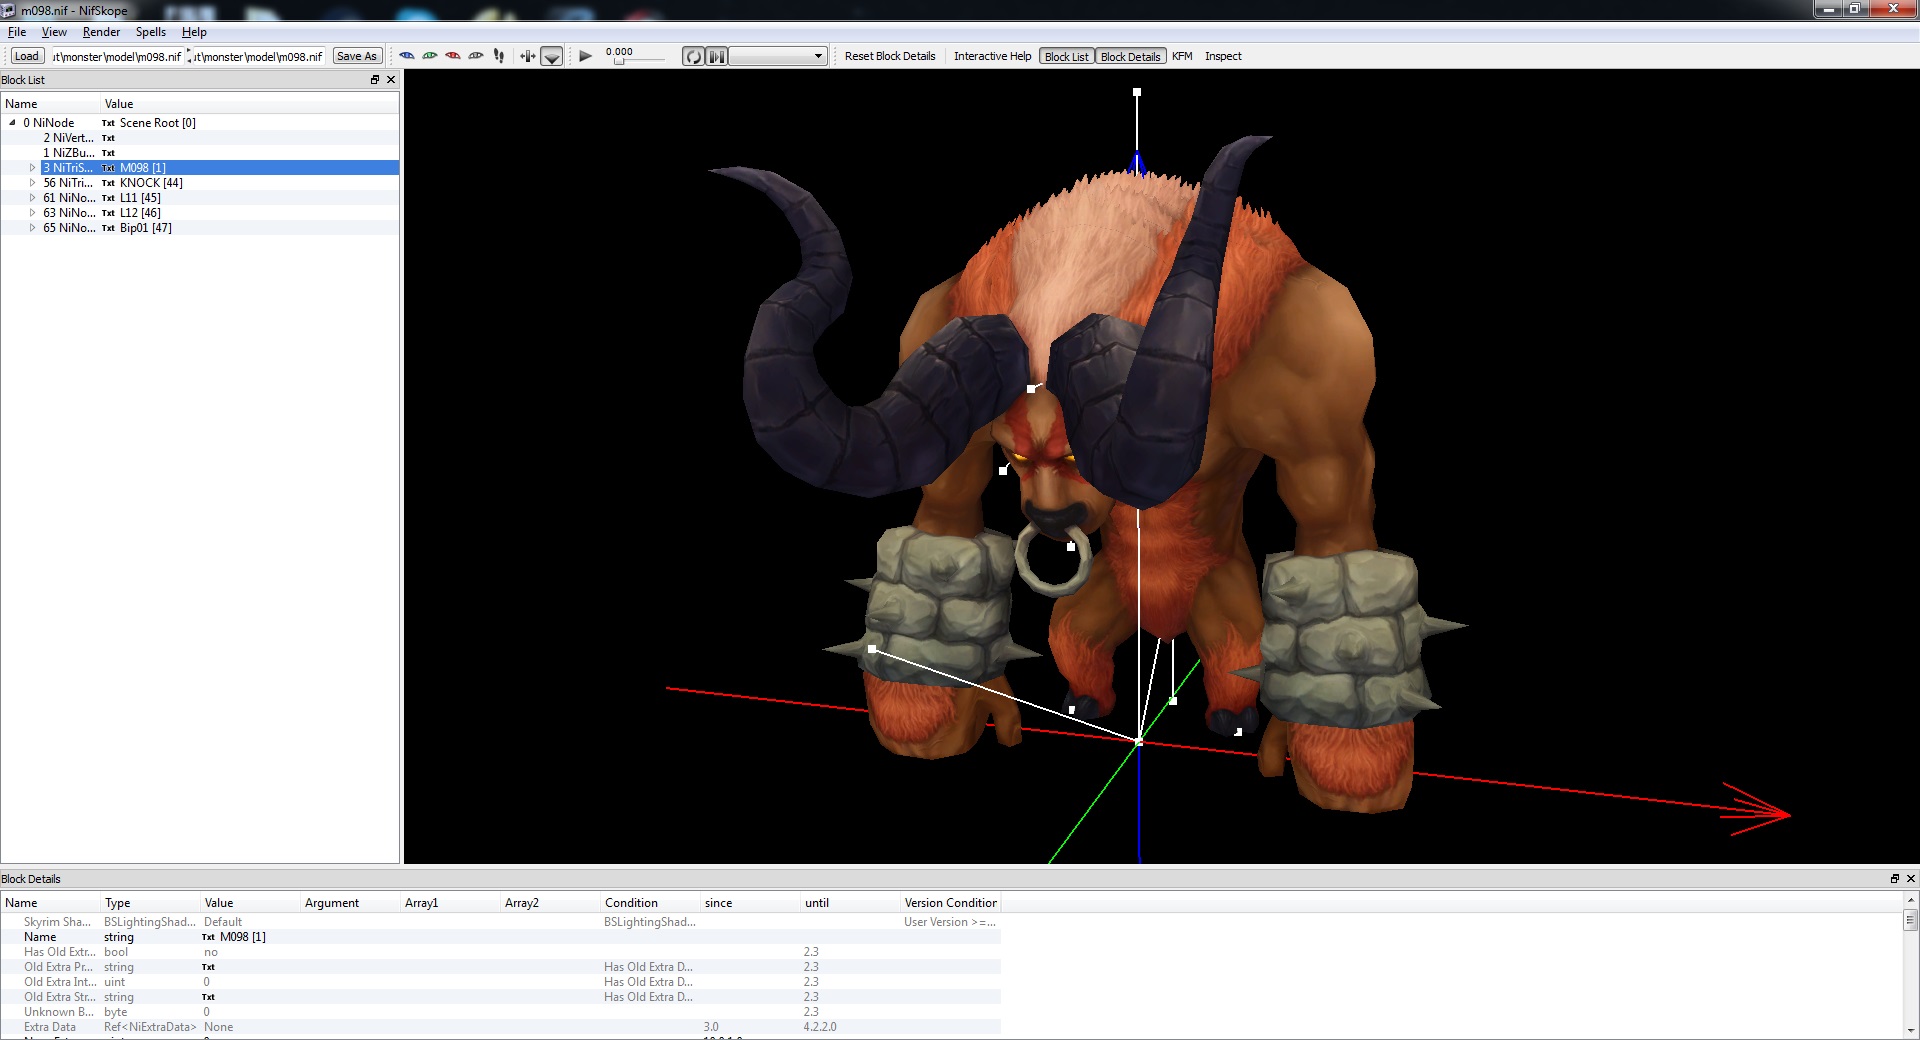 m098.nif - NifSkope
File View Render Spells Help
Load ut\monster\model\m098.nif ut\monster\model\m098.nif Save As 0.000 Reset Block Details Interactive Help Block List Block Details KFM Inspect
Block List
Name Value
0 NiNode Txt Scene Root [0]
2 NiVert... Txt
1 NiZBu... Txt
3 NiTriS... Txt M098 [1]
56 NiTri... Txt KNOCK [44]
61 NiNo... Txt L11 [45]
63 NiNo... Txt L12 [46]
65 NiNo... Txt Bip01 [47]
Block Details
Name Type Value Argument Array1 Array2 Condition since until Version Condition
Skyrim Sha... BSLightingShad... Default BSLightingShad... User Version >=...
Name string Txt M098 [1]
Has Old Extr... bool no 2.3
Old Extra Pr... string Txt Has Old Extra D... 2.3
Old Extra Int... uint 0 Has Old Extra D... 2.3
Old Extra Str... string Txt Has Old Extra D... 2.3
Unknown B... byte 0 2.3
Extra Data Ref<NiExtraData> None 3.0 4.2.2.0